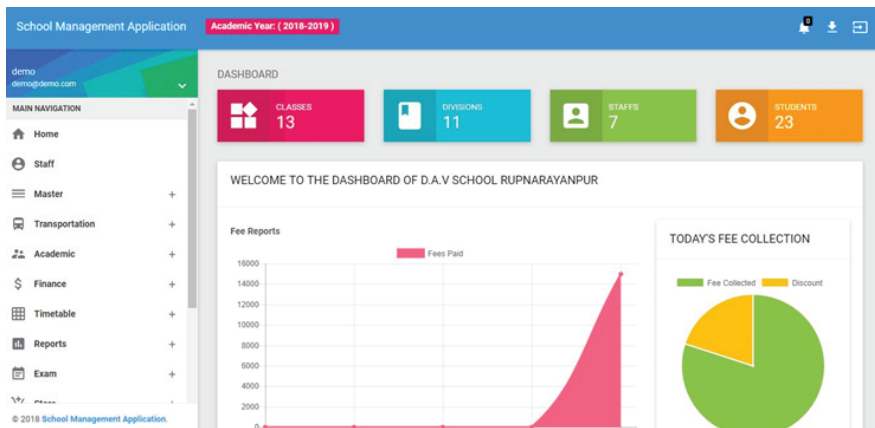 School Management Application
Academic Year: ( 2018-2019 )
0
demo
demo@demo.com
MAIN NAVIGATION
Home
Staff
Master +
Transportation +
Academic +
Finance +
Timetable +
Reports +
Exam +
© 2018 School Management Application.
DASHBOARD
CLASSES
13
DIVISIONS
11
STAFFS
7
STUDENTS
23
WELCOME TO THE DASHBOARD OF D.A.V SCHOOL RUPNARAYANPUR
Fee Reports
Fees Paid
16000
14000
12000
10000
8000
6000
4000
2000
0
TODAY'S FEE COLLECTION
Fee Collected
Discount